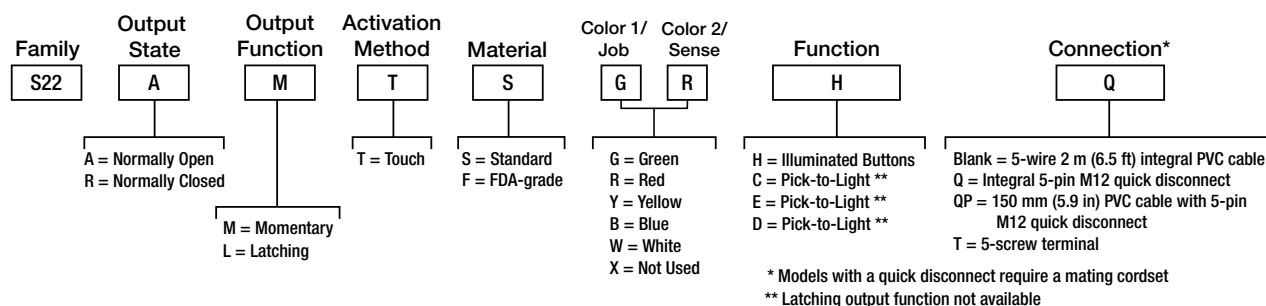 Family
Output
State
Output
Function
Activation
Method
Material
Color 1/
Job
Color 2/
Sense
Function
Connection*
S22
A
M
T
S
G
R
H
Q
A = Normally Open
R = Normally Closed
M = Momentary
L = Latching
T = Touch
S = Standard
F = FDA-grade
G = Green
R = Red
Y = Yellow
B = Blue
W = White
X = Not Used
H = Illuminated Buttons
C = Pick-to-Light **
E = Pick-to-Light **
D = Pick-to-Light **
Blank = 5-wire 2 m (6.5 ft) integral PVC cable
Q = Integral 5-pin M12 quick disconnect
QP = 150 mm (5.9 in) PVC cable with 5-pin
M12 quick disconnect
T = 5-screw terminal
* Models with a quick disconnect require a mating cordset
** Latching output function not available